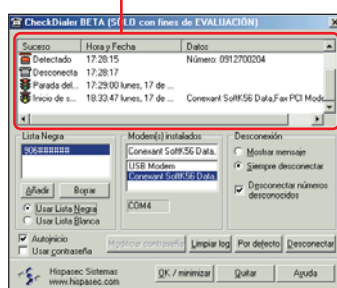 CheckDialer BETA (SOLO con fines de EVALUACIÓN)
Suceso Hora y Fecha Datos
Detectado 17:28:15 Número: 0912700204
Desconecta 17:28:17
Parada del... 17:29:00 lunes, 17 de ...
Inicio de s... 18:33:47 lunes, 17 de ... Conexant SoftK56 Data,Fax PCI Mode
Lista Negra Modem(s) instalados Desconexión
906###### Conexant SoftK56 Data, Mostrar mensaje
USB Modem Siempre desconectar
Conexant SoftK56 Data,
Añadir Borrar Desconectar números
desconocidos
Usar Lista Negra COM4
Usar Lista Blanca
Autoinicio
Usar contraseña Modificar contraseña Limpiar log Por defecto Desconectar
Hispasec Sistemas
www.hispasec.com OK / minimizar Quitar Ayuda